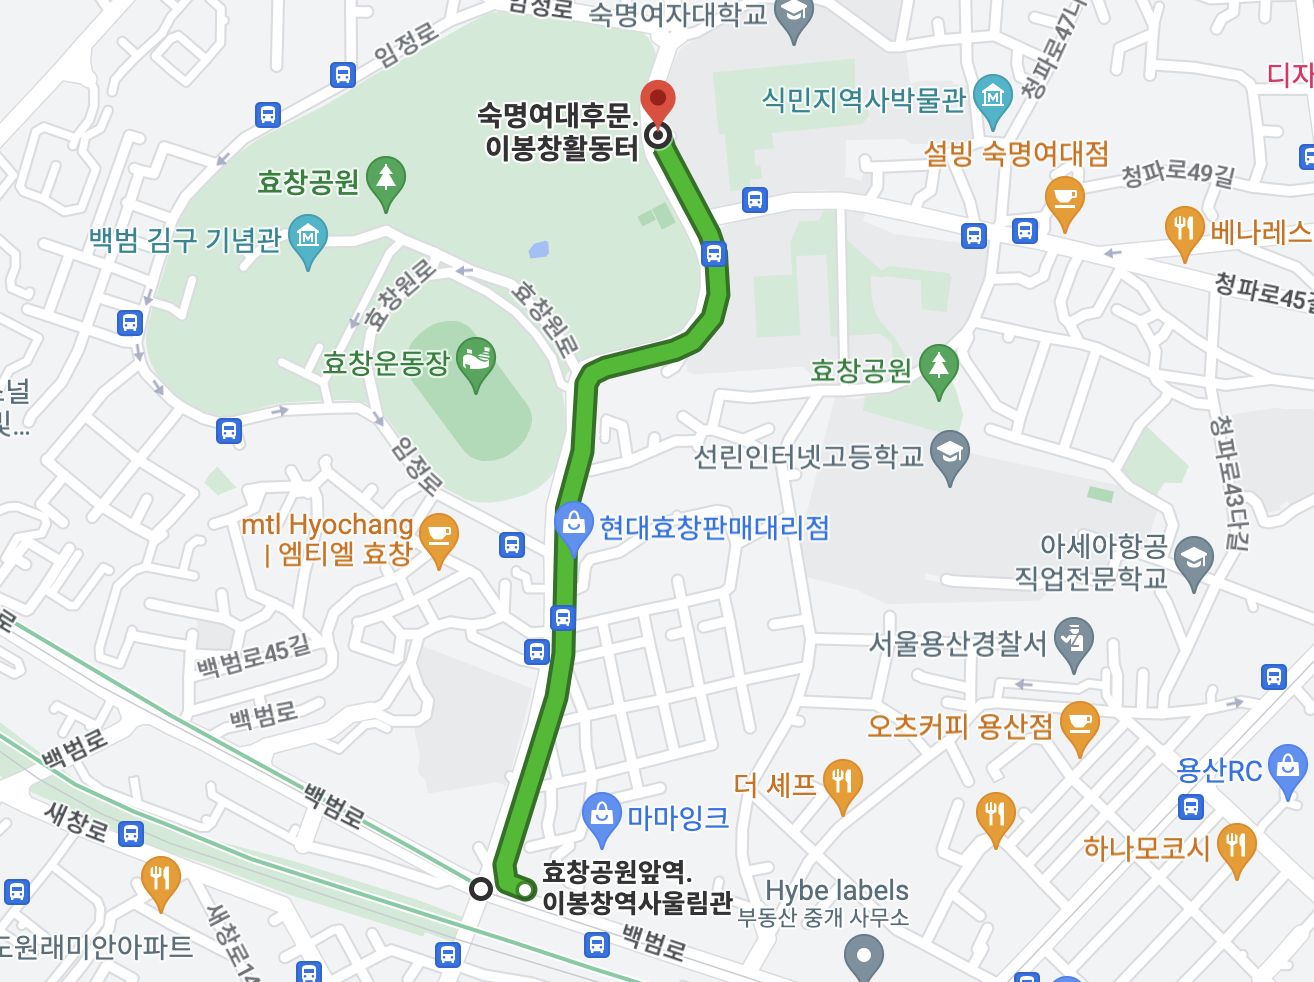 임정로
숙명여자대학교
임정로
청파로47나
디자
식민지역사박물관
숙명여대후문.
이봉창활동터
설빙 숙명여대점
청파로49길
효창공원
백범 김구 기념관
베나레스
효창원로
효창원로
청파로45길
효창운동장
효창공원
널
임정로
선린인터넷고등학교
청파로43다길
mtl Hyochang
| 엠티엘 효창
현대효창판매대리점
아세아항공
직업전문학교
로
백범로45길
서울용산경찰서
백범로
오츠커피 용산점
백범로
용산RC
더 셰프
백범로
새창로
마마잉크
하나모코시
효창공원앞역.
이봉창역사울림관
Hybe labels
부동산 중개 사무소
새창로14
백범로
도원래미안아파트